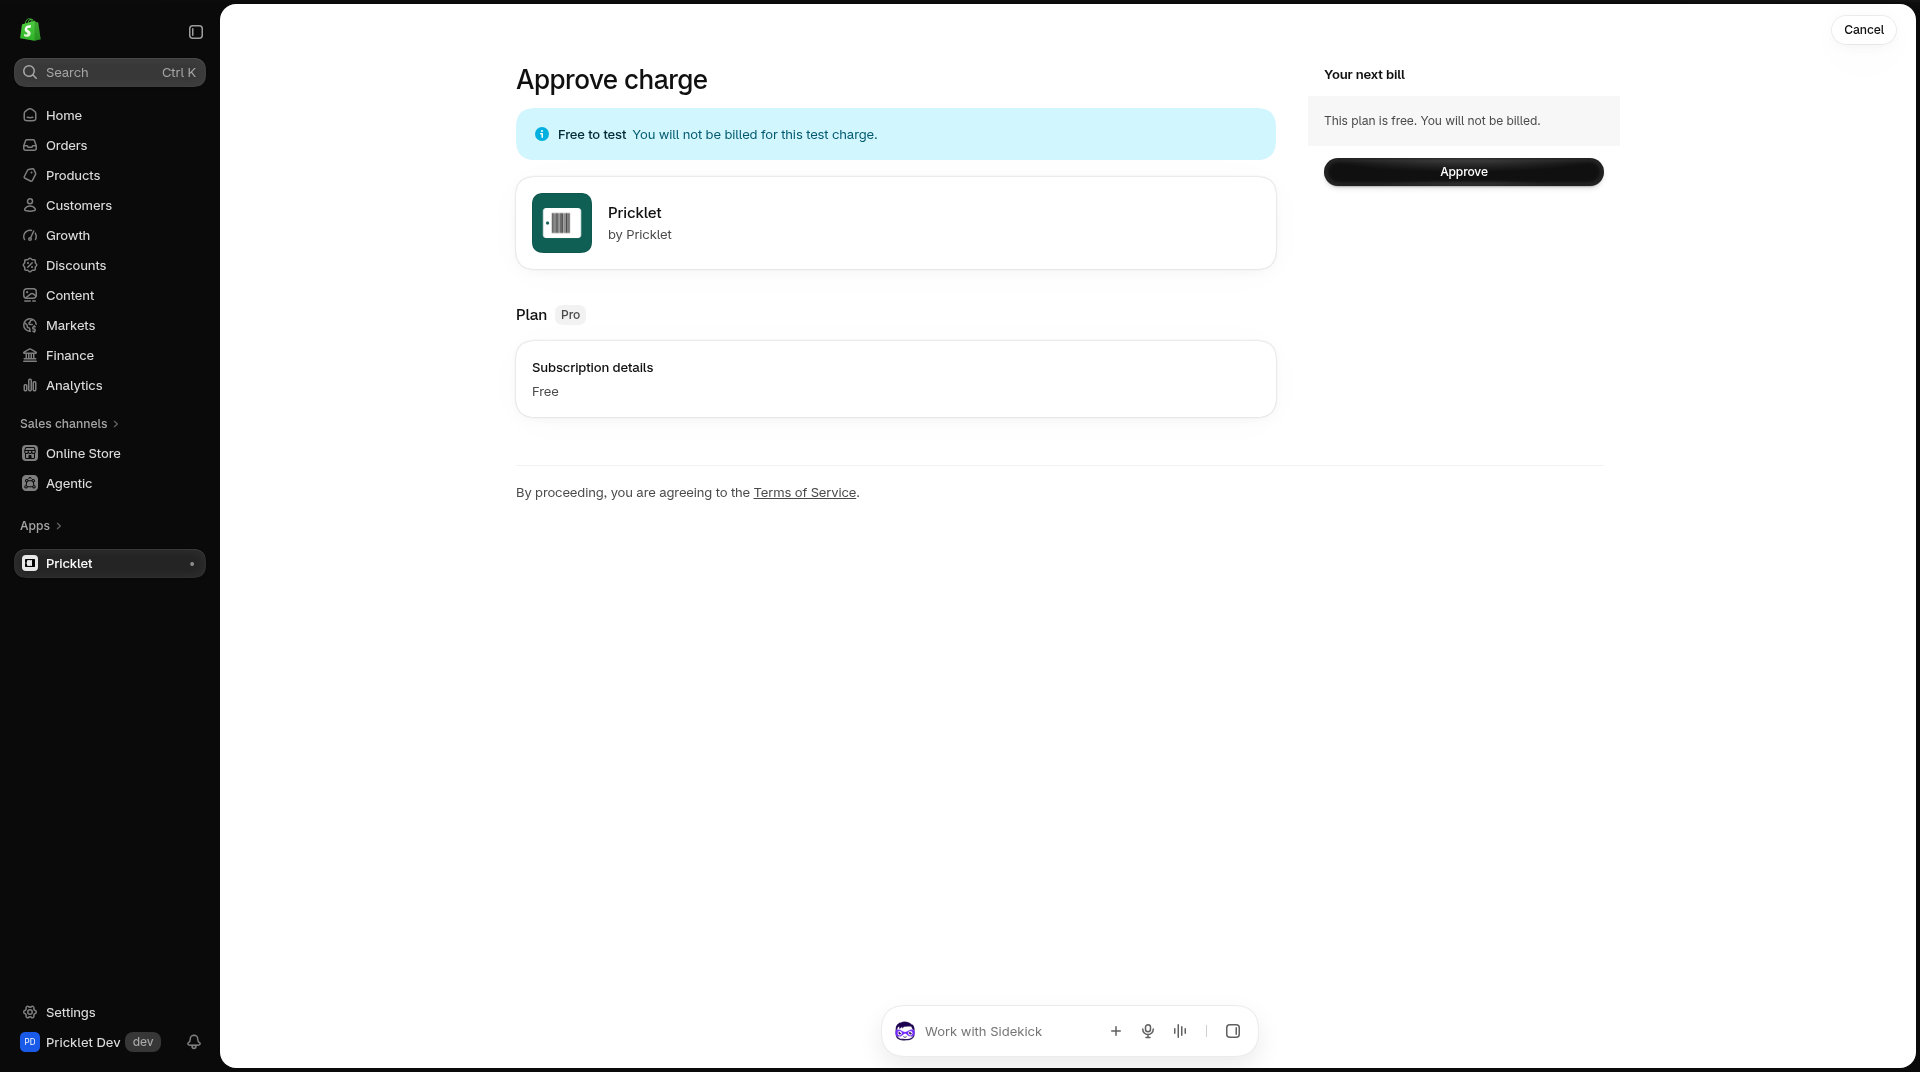 Search
Ctrl K
Home
Orders
Products
Customers
Growth
Discounts
Content
Markets
Finance
Analytics
Sales channels
Online Store
Agentic
Apps
Pricklet
Settings
PD
Pricklet Dev
dev
Cancel
Approve charge
Free to test You will not be billed for this test charge.
Pricklet
by Pricklet
Plan Pro
Subscription details
Free
By proceeding, you are agreeing to the Terms of Service.
Your next bill
This plan is free. You will not be billed.
Approve
Work with Sidekick